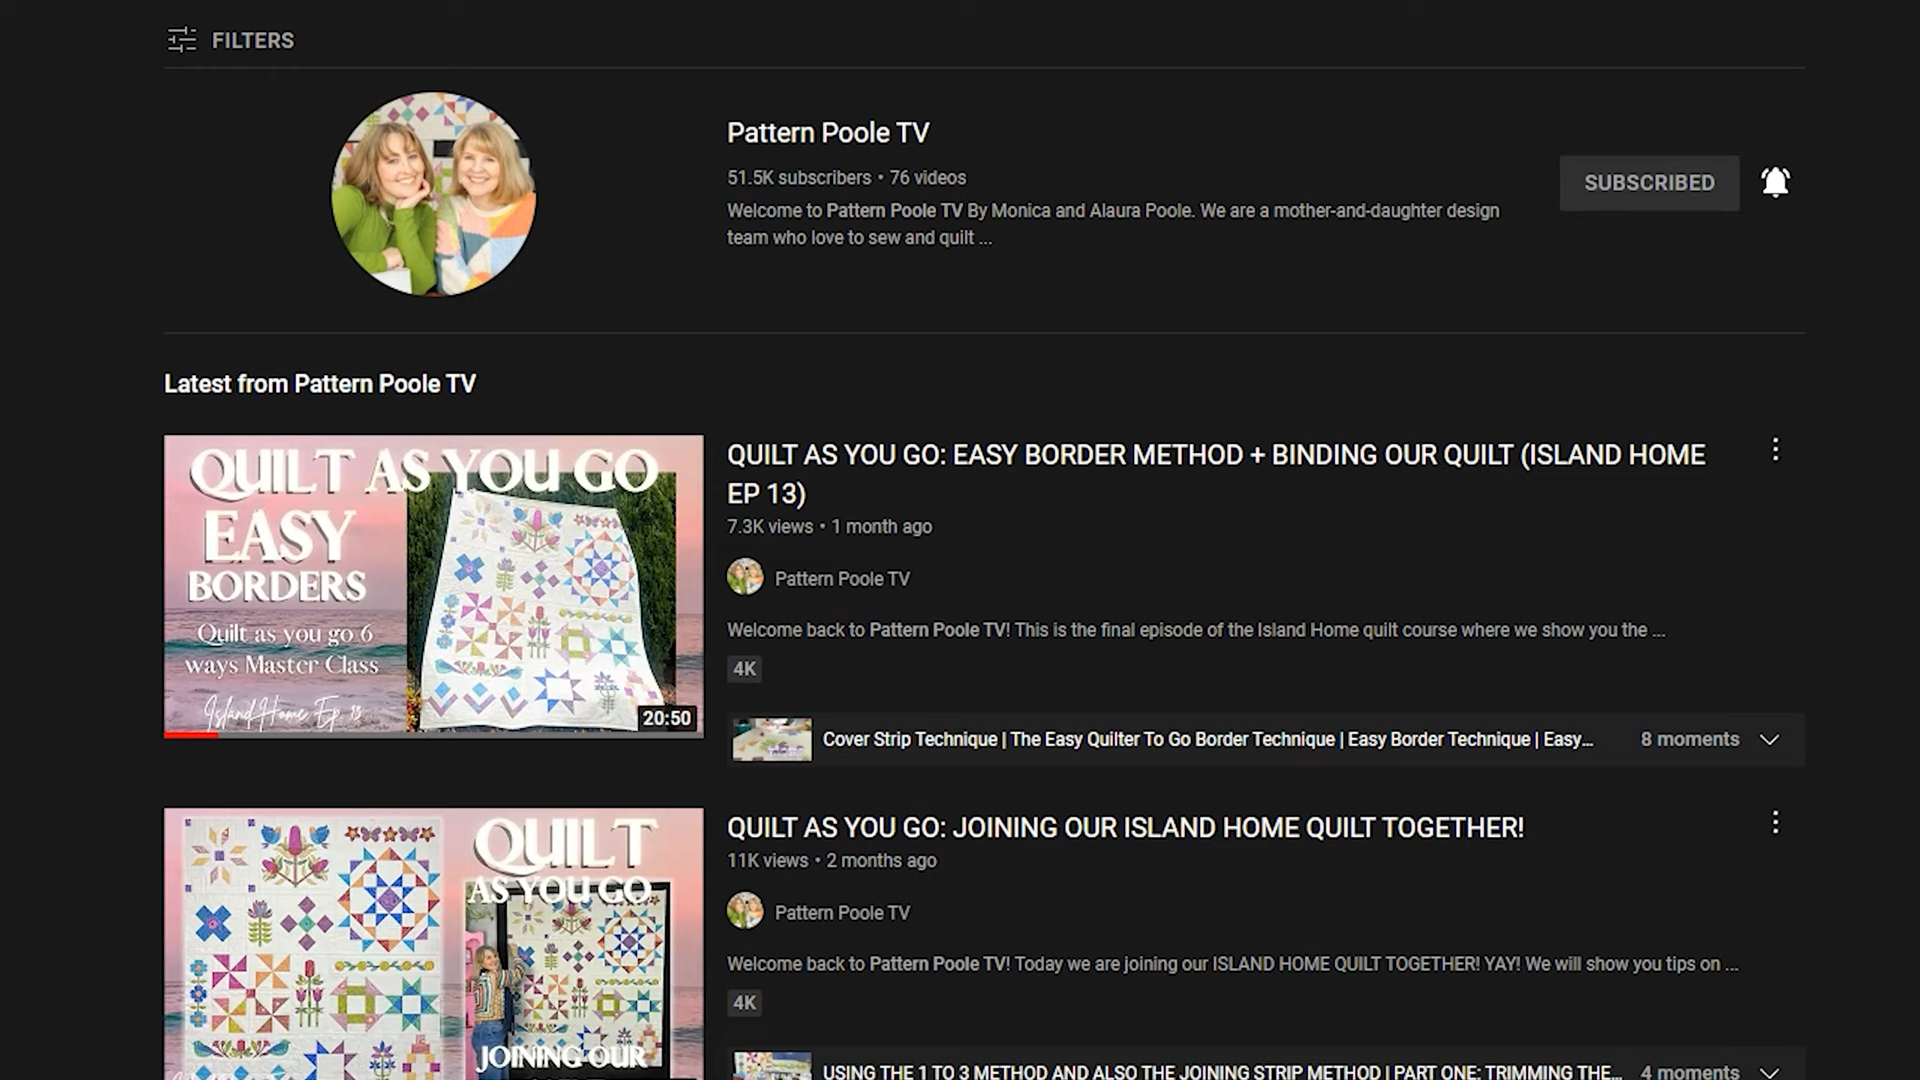 FILTERS
Pattern Poole TV
51.5K subscribers • 76 videos
Welcome to Pattern Poole TV By Monica and Alaura Poole. We are a mother-and-daughter design
team who love to sew and quilt ...
SUBSCRIBED
Latest from Pattern Poole TV
QUILT AS YOU GO
EASY
BORDERS
Quilt as you go 6
ways Master Class
Island Home Ep. 13
20:50
QUILT AS YOU GO: EASY BORDER METHOD + BINDING OUR QUILT (ISLAND HOME
EP 13)
7.3K views • 1 month ago
Pattern Poole TV
Welcome back to Pattern Poole TV! This is the final episode of the Island Home quilt course where we show you the ...
4K
Cover Strip Technique | The Easy Quilter To Go Border Technique | Easy Border Technique | Easy...
8 moments
QUILT
AS YOU GO
JOINING OUR
QUILT AS YOU GO: JOINING OUR ISLAND HOME QUILT TOGETHER!
11K views • 2 months ago
Pattern Poole TV
Welcome back to Pattern Poole TV! Today we are joining our ISLAND HOME QUILT TOGETHER! YAY! We will show you tips on ...
4K
USING THE 1 TO 3 METHOD AND ALSO THE JOINING STRIP METHOD | PART ONE: TRIMMING THE...
4 moments